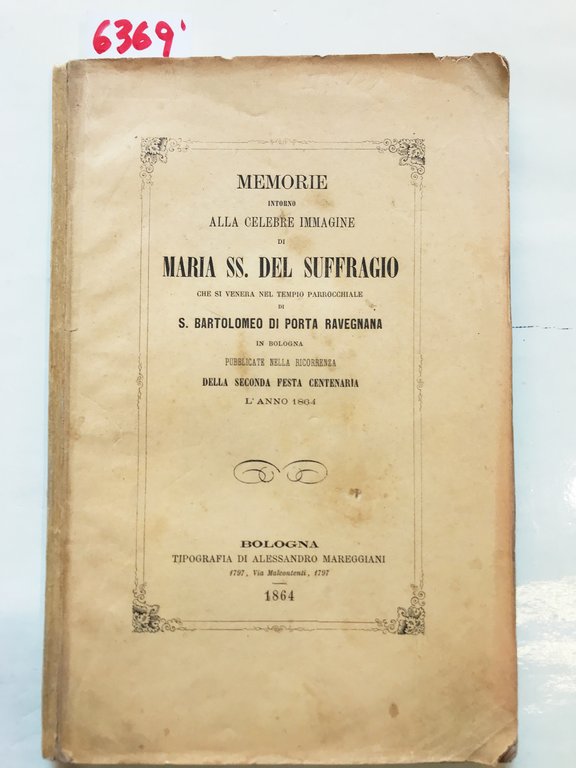 6369'
MEMORIE
INTORNO
ALLA CELEBRE IMMAGINE
DI
MARIA SS. DEL SUFFRAGIO
CHE SI VENERA NEL TEMPIO PARROCCHIALE
DI
S. BARTOLOMEO DI PORTA RAVEGNANA
IN BOLOGNA
PUBBLICATE NELLA RICORRENZA
DELLA SECONDA FESTA CENTENARIA
L'ANNO 1864
BOLOGNA
TIPOGRAFIA DI ALESSANDRO MAREGGIANI
1797, Via Malcontenti, 1797
1864